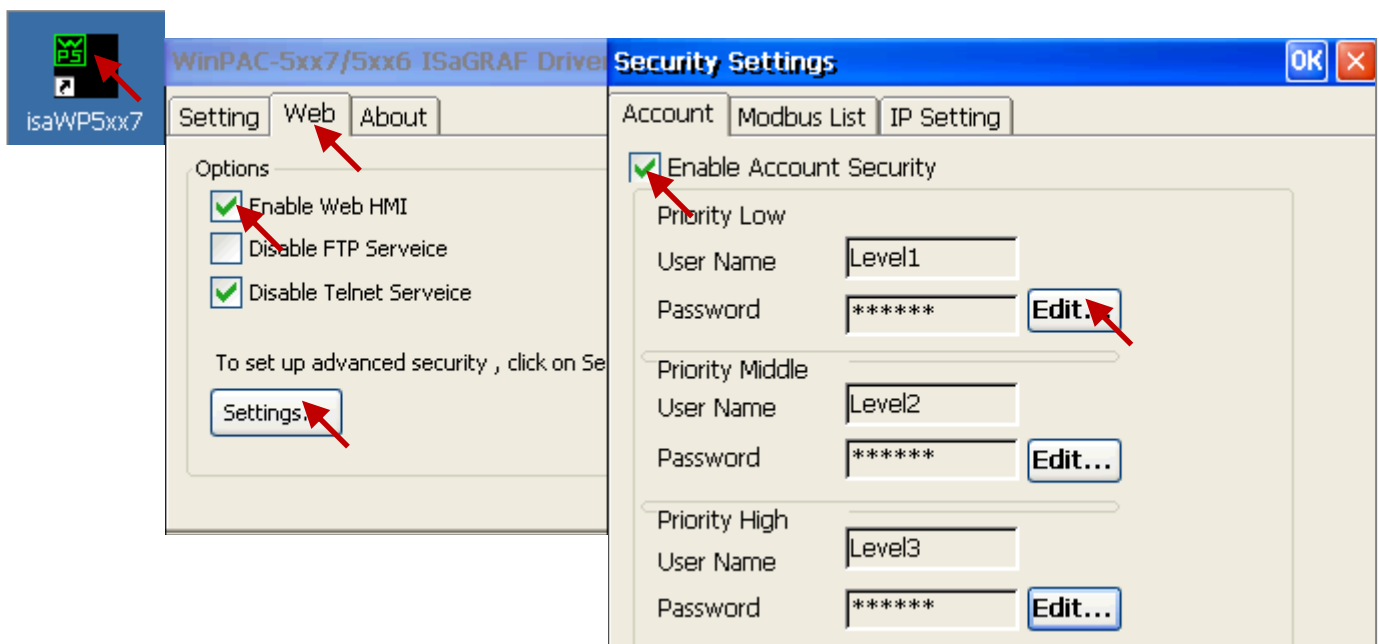 WPS
isaWP5xx7
WinPAC-5xx7/5xx6 ISaGRAF Driver
Setting Web About
Options
Enable Web HMI
Disable FTP Serveice
Disable Telnet Serveice
To set up advanced security , click on Se
Settings...
Security Settings OK
Account Modbus List IP Setting
Enable Account Security
Priority Low
User Name Level1
Password ****** Edit...
Priority Middle
User Name Level2
Password ****** Edit...
Priority High
User Name Level3
Password ****** Edit...